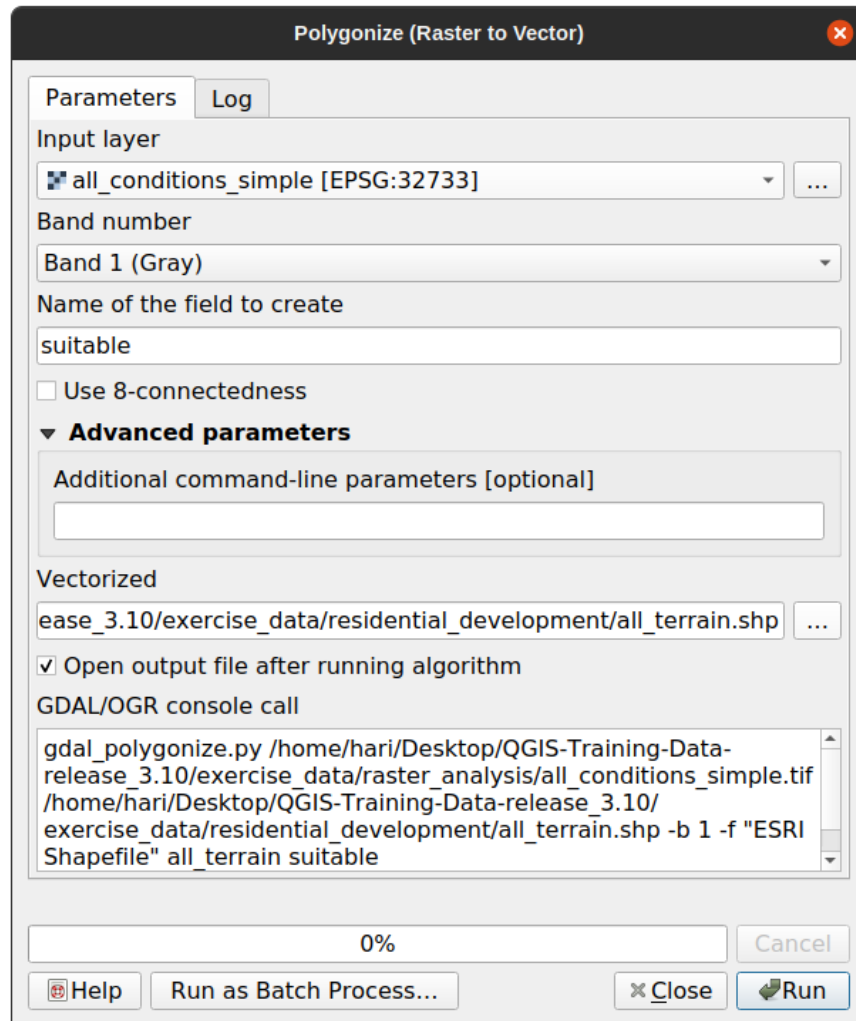 Polygonize (Raster to Vector)
Parameters
Log
Input layer
all_conditions_simple [EPSG:32733]
...
Band number
Band 1 (Gray)
Name of the field to create
suitable
Use 8-connectedness
Advanced parameters
Additional command-line parameters [optional]
Vectorized
ease_3.10/exercise_data/residential_development/all_terrain.shp
...
Open output file after running algorithm
GDAL/OGR console call
gdal_polygonize.py /home/hari/Desktop/QGIS-Training-Data-
release_3.10/exercise_data/raster_analysis/all_conditions_simple.tif
/home/hari/Desktop/QGIS-Training-Data-release_3.10/
exercise_data/residential_development/all_terrain.shp -b 1 -f "ESRI
Shapefile" all_terrain suitable
0%
Cancel
Help
Run as Batch Process...
Close
Run